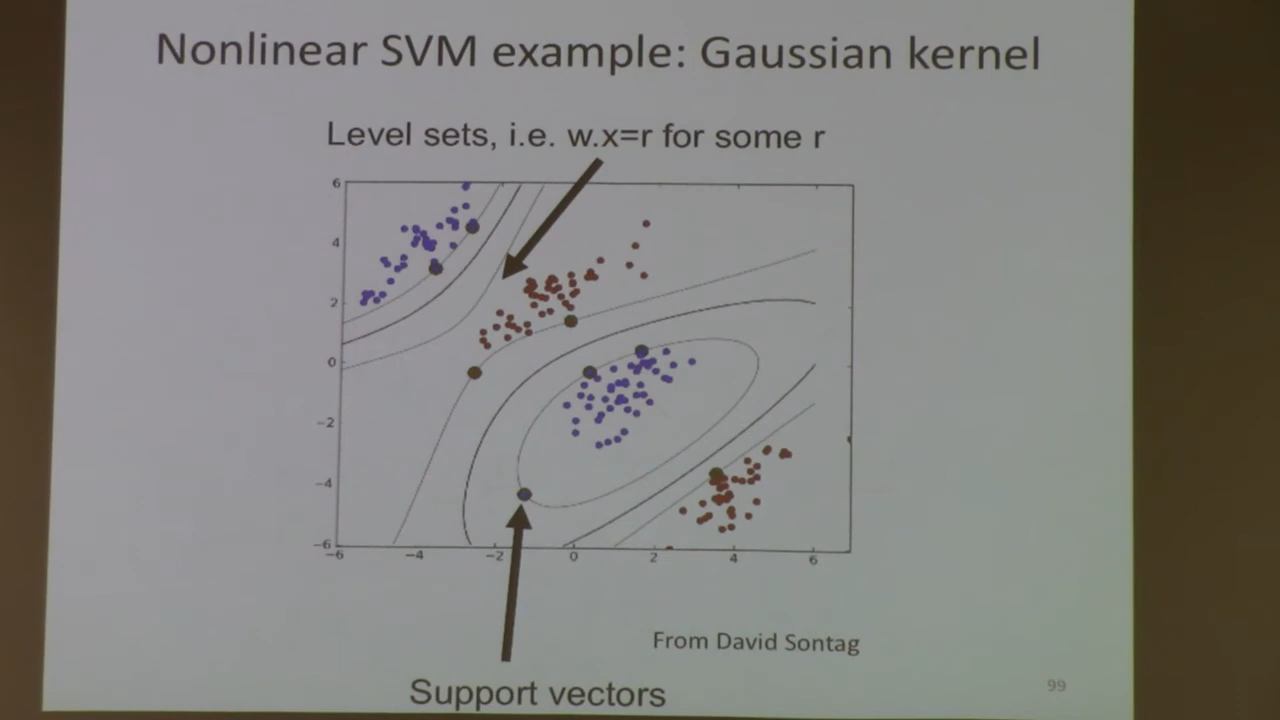 Nonlinear SVM example: Gaussian kernel
Level sets, i.e. w.x=r for some r
6
4
2
0
−2
−4
−6
−6 −4 −2 0 2 4 6
From David Sontag
Support vectors
99